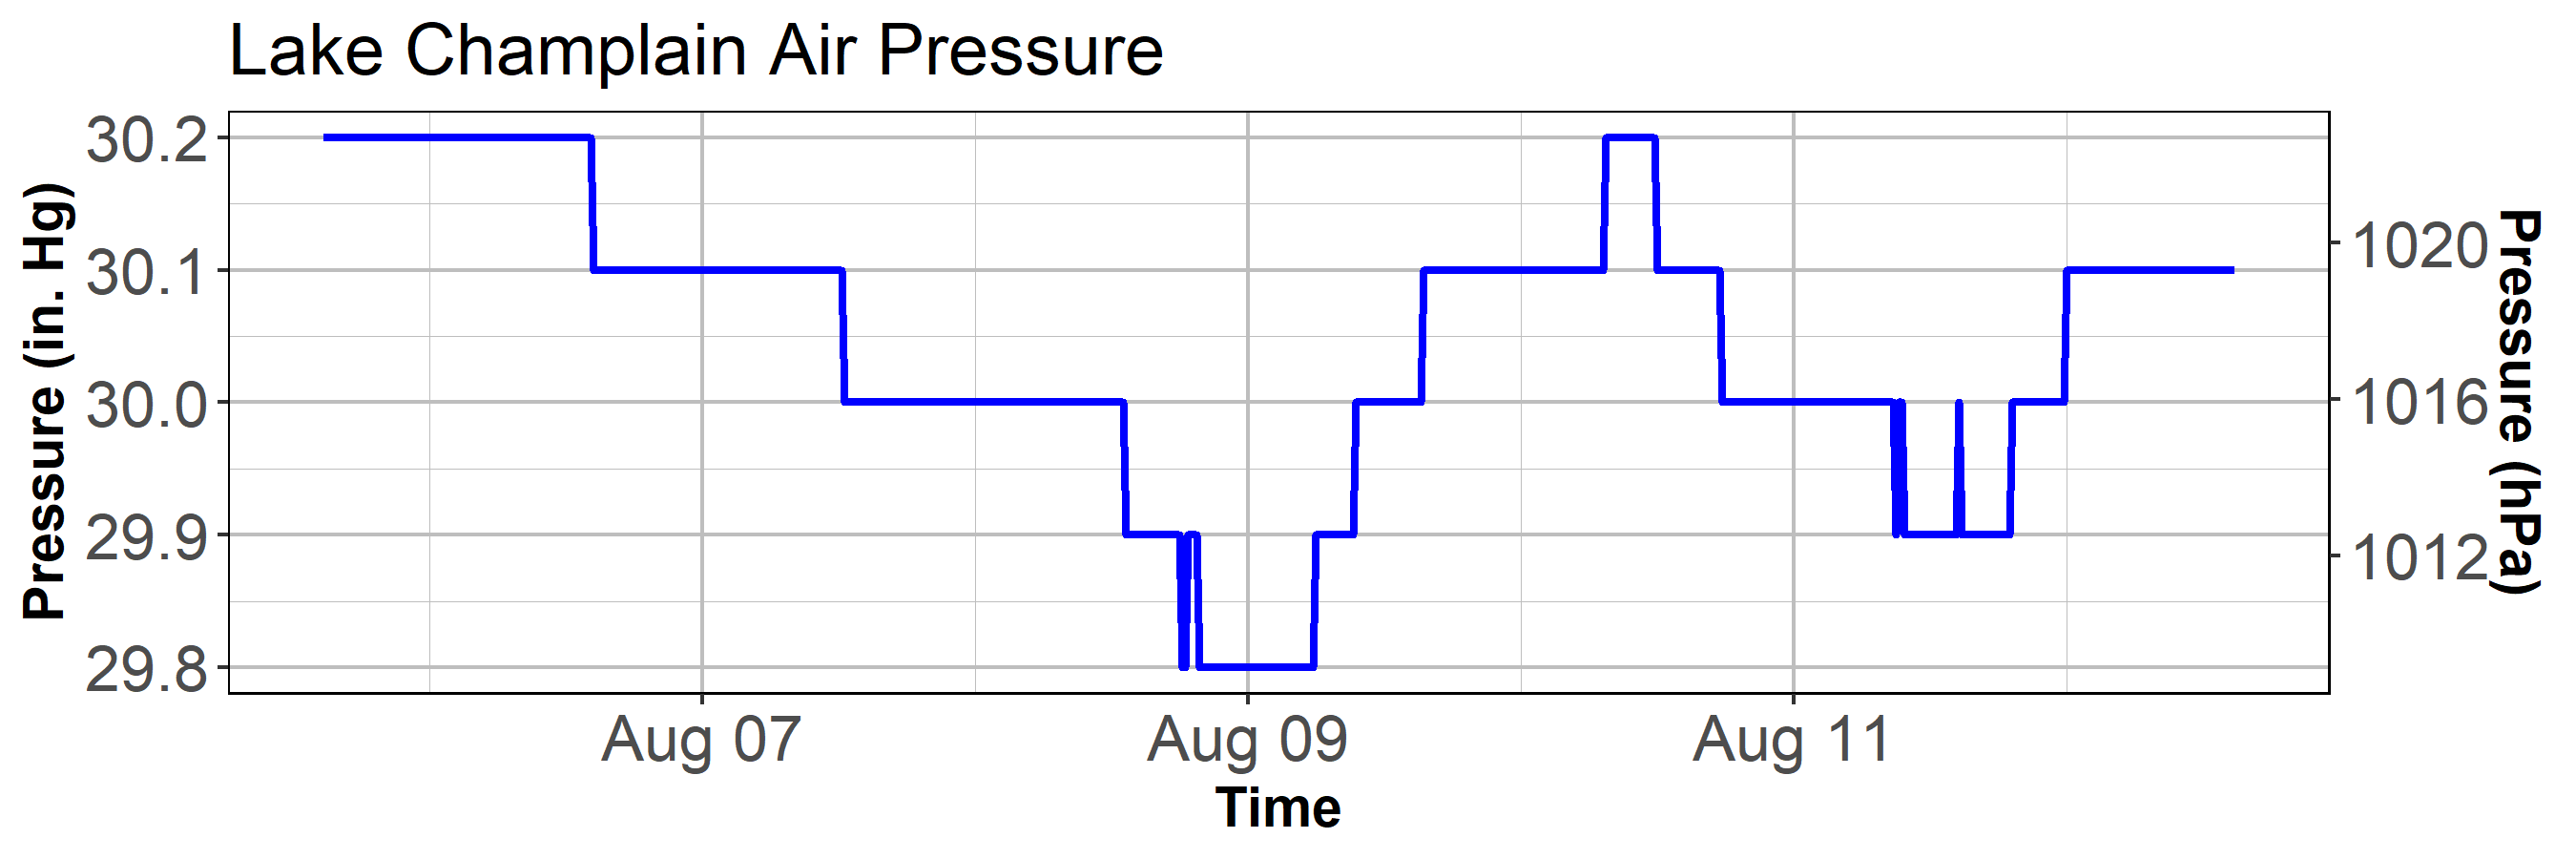 Lake Champlain Air Pressure
Pressure (in. Hg)
30.2
30.1
30.0
29.9
29.8
1020
1016
1012
Pressure (hPa)
Aug 07 Aug 09 Aug 11
Time